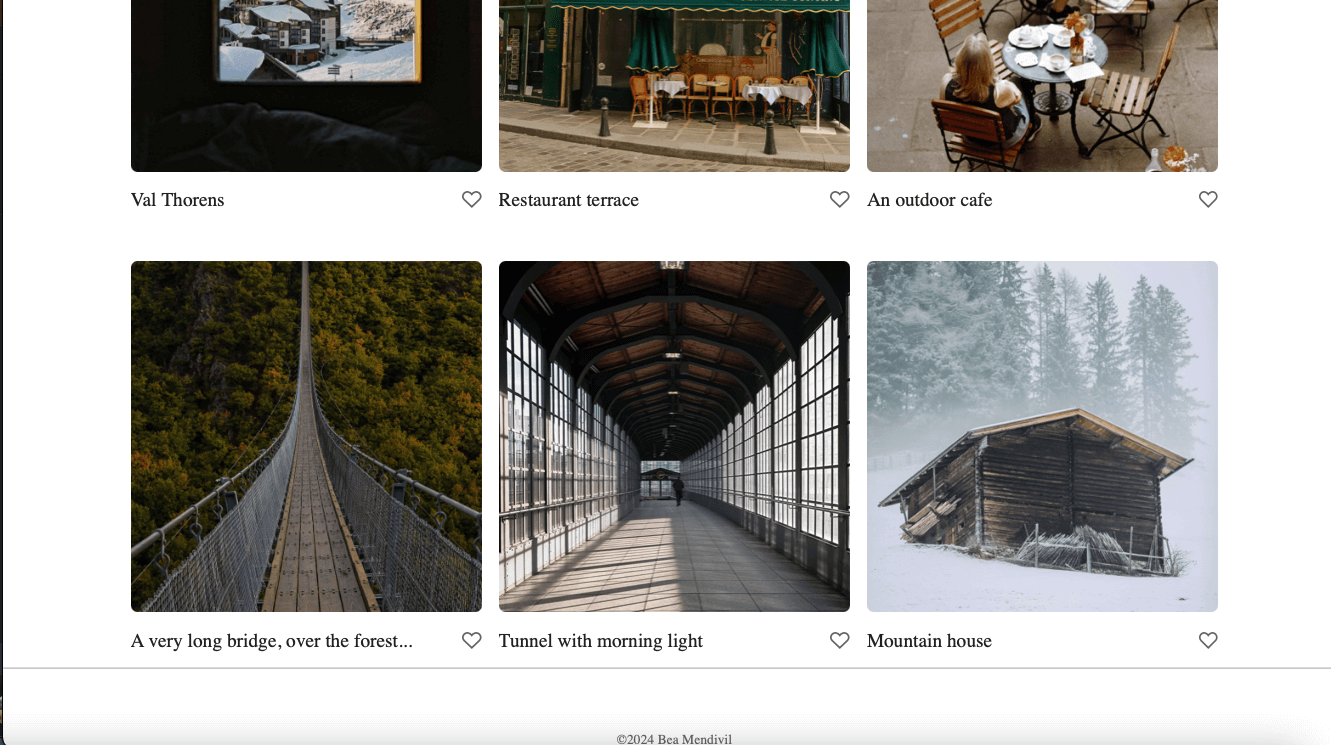 Val Thorens
Restaurant terrace
An outdoor cafe
A very long bridge, over the forest...
Tunnel with morning light
Mountain house
©2024 Bea Mendivil